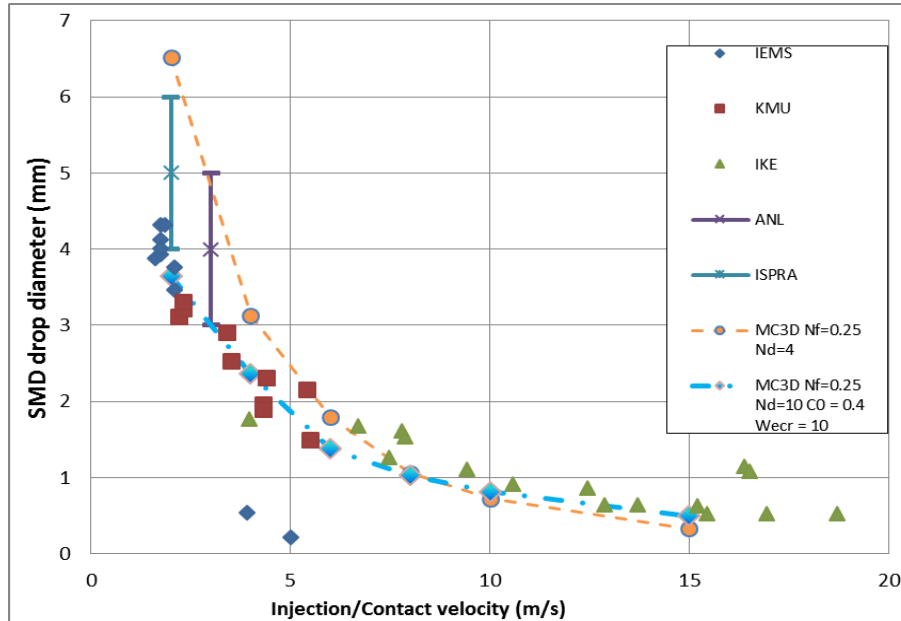 7
6
5
4
3
2
1
0
SMD drop diameter (mm)
0
5
10
15
20
Injection/Contact velocity (m/s)
IEMS
KMU
IKE
ANL
ISPRA
MC3D Nf=0.25
Nd=4
MC3D Nf=0.25
Nd=10 C0 = 0.4
Wecr = 10